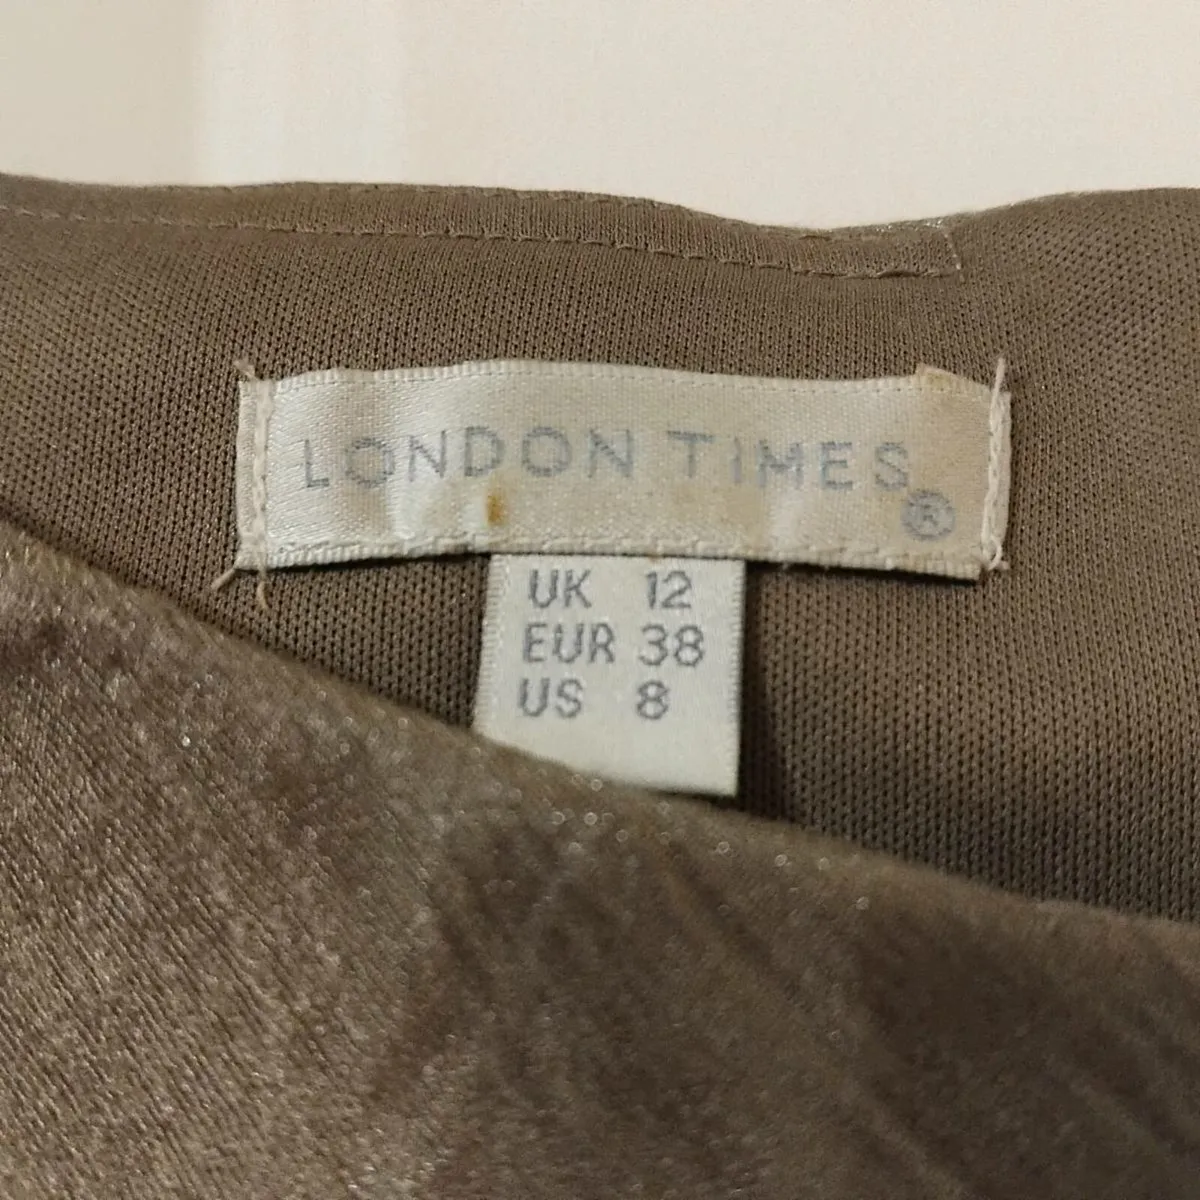 LONDON TIMES ®
UK 12
EUR 38
US 8